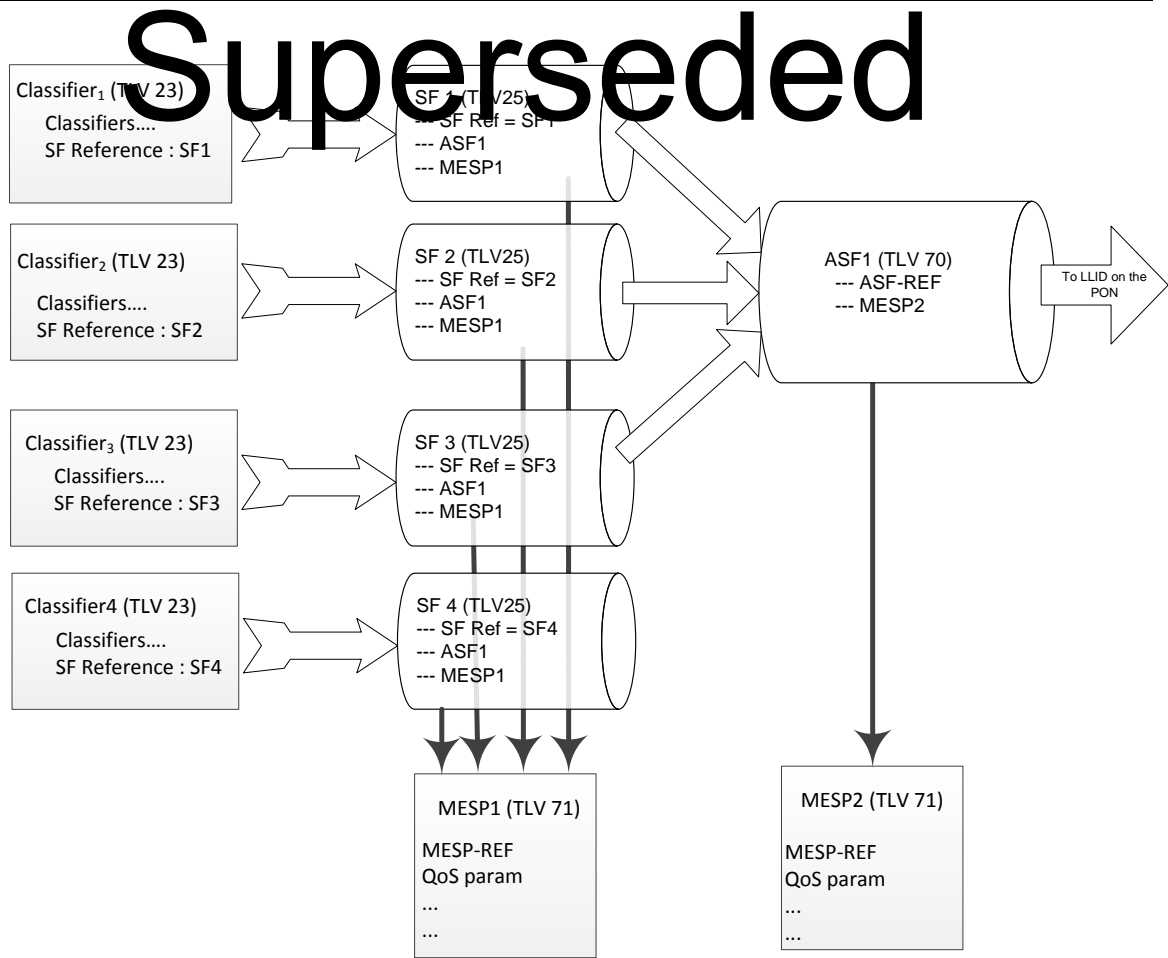 Superseded
Classifier₁ (TLV 23)
Classifiers....
SF Reference : SF1
SF 1 (TLV25)
--- SF Ref = SF1
--- ASF1
--- MESP1
Classifier₂ (TLV 23)
Classifiers....
SF Reference : SF2
SF 2 (TLV25)
--- SF Ref = SF2
--- ASF1
--- MESP1
ASF1 (TLV 70)
--- ASF-REF
--- MESP2
To LLID on the
PON
Classifier₃ (TLV 23)
Classifiers....
SF Reference : SF3
SF 3 (TLV25)
--- SF Ref = SF3
--- ASF1
--- MESP1
Classifier4 (TLV 23)
Classifiers....
SF Reference : SF4
SF 4 (TLV25)
--- SF Ref = SF4
--- ASF1
--- MESP1
MESP1 (TLV 71)
MESP-REF
QoS param
...
...
MESP2 (TLV 71)
MESP-REF
QoS param
...
...